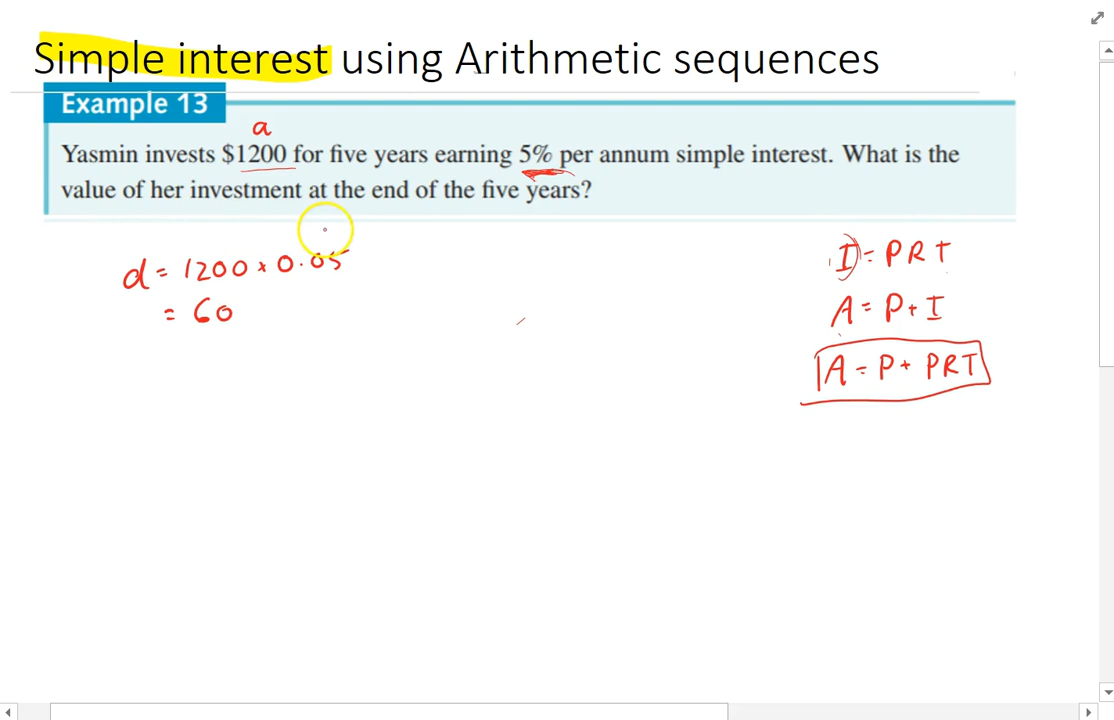 Simple interest using Arithmetic sequences
Example 13
a
Yasmin invests $1200 for five years earning 5% per annum simple interest. What is the
value of her investment at the end of the five years?
d = 1200 × 0.05
= 60
I = PRT
A = P + I
A = P + PRT